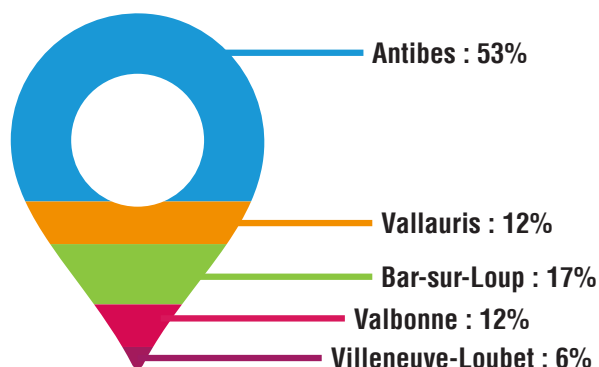 Antibes : 53%
Vallauris : 12%
Bar-sur-Loup : 17%
Valbonne : 12%
Villeneuve-Loubet : 6%